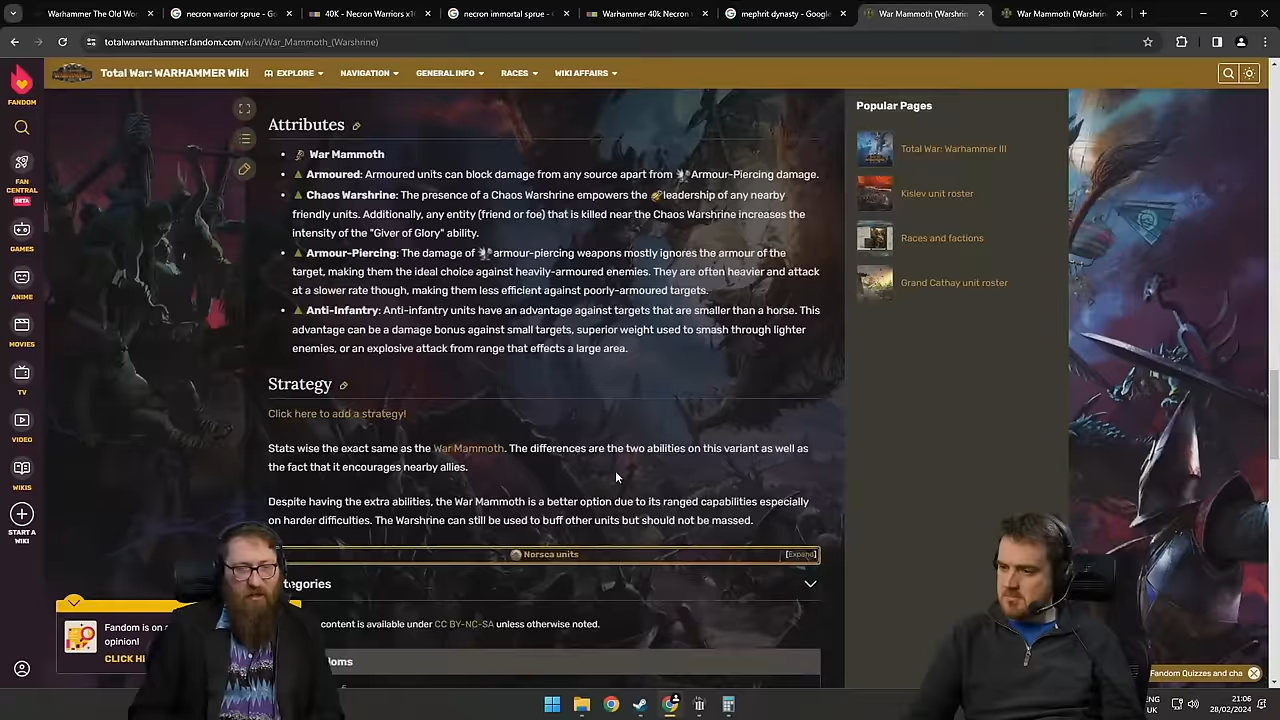 Warhammer The Old Wo
necron warrior sprue - Go
40K - Necron Warriors x1
necron immortal sprue -
Warhammer 40k Necron
mephrit dynasty - Google
War Mammoth (Warshrin
War Mammoth (Warshrin
totalwarwarhammer.fandom.com/wiki/War_Mammoth_(Warshrine)
FANDOM
Total War: WARHAMMER Wiki
EXPLORE
NAVIGATION
GENERAL INFO
RACES
WIKI AFFAIRS
FAN CENTRAL
BETA
GAMES
ANIME
MOVIES
TV
VIDEO
WIKIS
START A WIKI
Attributes
War Mammoth
Armoured: Armoured units can block damage from any source apart from Armour-Piercing damage.
Chaos Warshrine: The presence of a Chaos Warshrine empowers the leadership of any nearby
friendly units. Additionally, any entity (friend or foe) that is killed near the Chaos Warshrine increases the
intensity of the "Giver of Glory" ability.
Armour-Piercing: The damage of armour-piercing weapons mostly ignores the armour of the
target, making them the ideal choice against heavily-armoured enemies. They are often heavier and attack
at a slower rate though, making them less efficient against poorly-armoured targets.
Anti-Infantry: Anti-infantry units have an advantage against targets that are smaller than a horse. This
advantage can be a damage bonus against small targets, superior weight used to smash through lighter
enemies, or an explosive attack from range that effects a large area.
Strategy
Click here to add a strategy!
Stats wise the exact same as the War Mammoth. The differences are the two abilities on this variant as well as
the fact that it encourages nearby allies.
Despite having the extra abilities, the War Mammoth is a better option due to its ranged capabilities especially
on harder difficulties. The Warshrine can still be used to buff other units but should not be massed.
Norsca units
[Expand]
tegories
content is available under CC BY-NC-SA unless otherwise noted.
doms
Popular Pages
Total War: Warhammer III
Kislev unit roster
Races and factions
Grand Cathay unit roster
Fandom is on a
opinion!
CLICK HE
Fandom Quizzes and cha
ENG
UK
21:06
28/02/2024